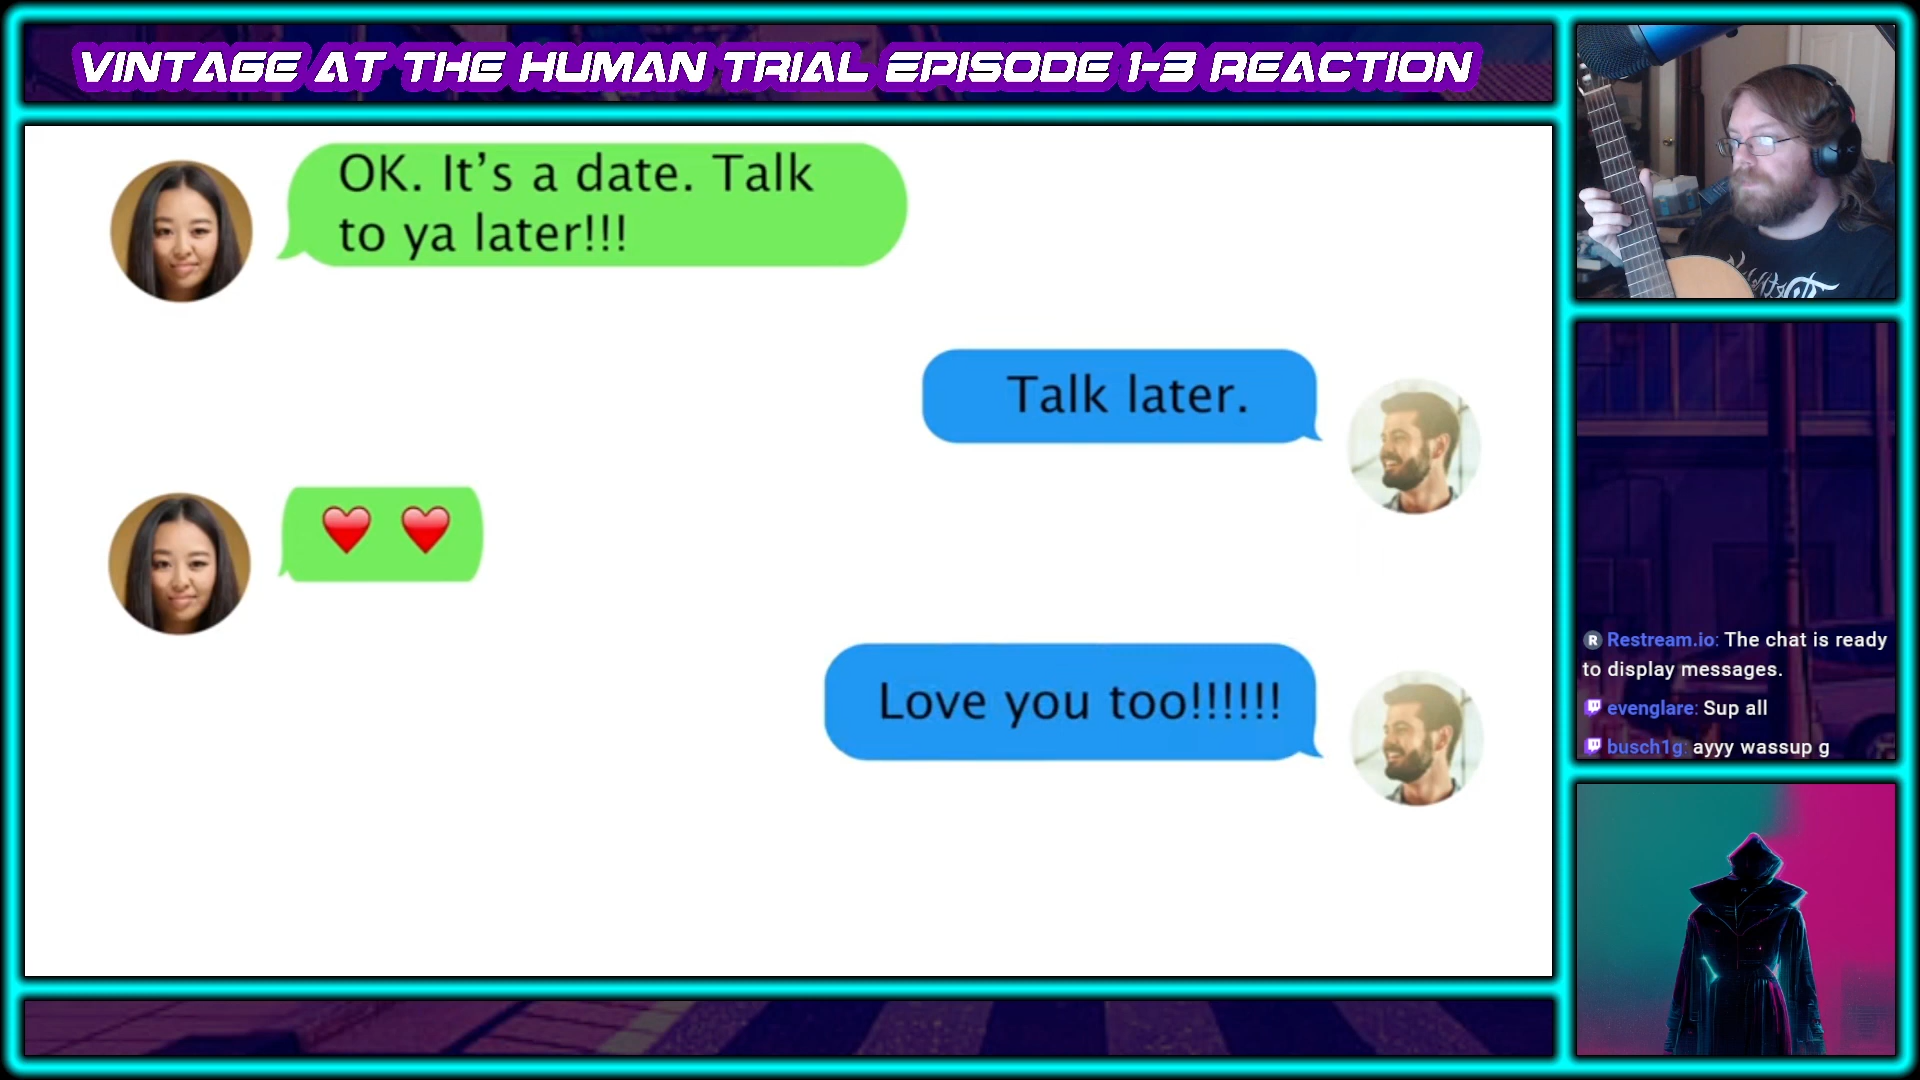 VINTAGE AT THE HUMAN TRIAL EPISODE 1-3 REACTION
OK. It’s a date. Talk
to ya later!!!
Talk later.
Love you too!!!!!!
Restream.io: The chat is ready
to display messages.
evenglare: Sup all
busch1g: ayyy wassup g